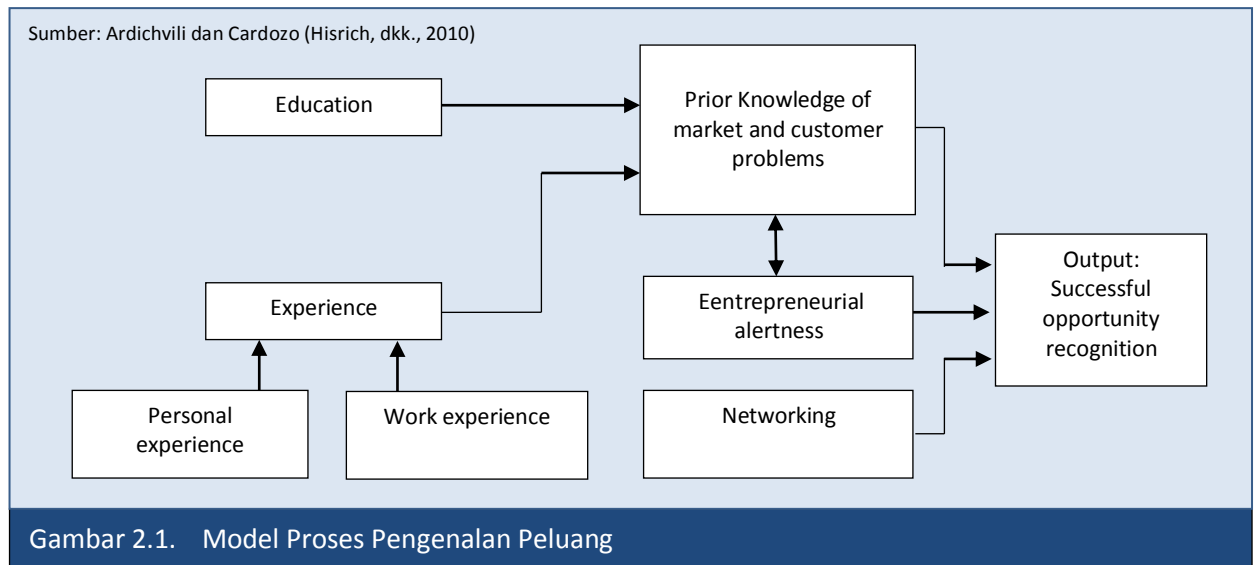 Sumber: Ardichvili dan Cardozo (Hisrich, dkk., 2010)
Education
Prior Knowledge of
market and customer
problems
Experience
Eentrepreneurial
alertness
Output:
Successful
opportunity
recognition
Personal
experience
Work experience
Networking
Gambar 2.1. Model Proses Pengenalan Peluang